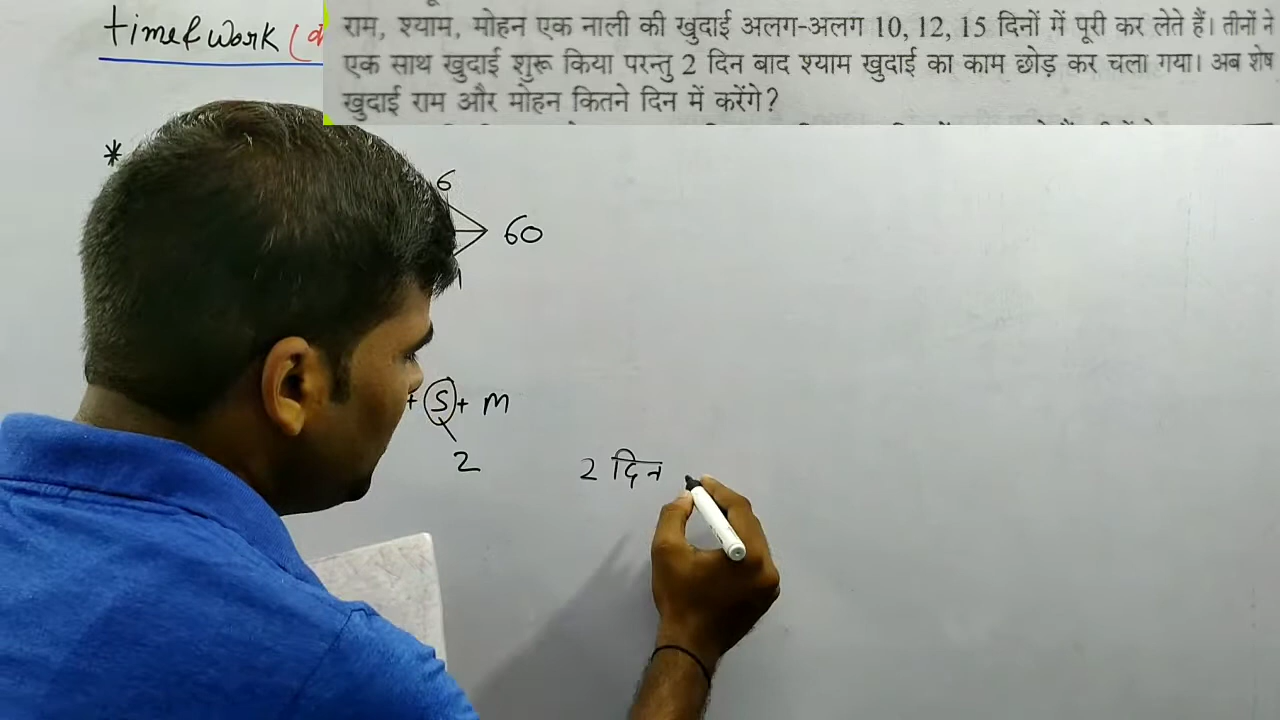 time & work (
राम, श्याम, मोहन एक नाली की खुदाई अलग-अलग 10, 12, 15 दिनों में पूरी कर लेते हैं। तीनों ने
एक साथ खुदाई शुरू किया परन्तु 2 दिन बाद श्याम खुदाई का काम छोड़ कर चला गया। अब शेष
खुदाई राम और मोहन कितने दिन में करेंगे?
*
6
60
+ S + m
2
2 दिन